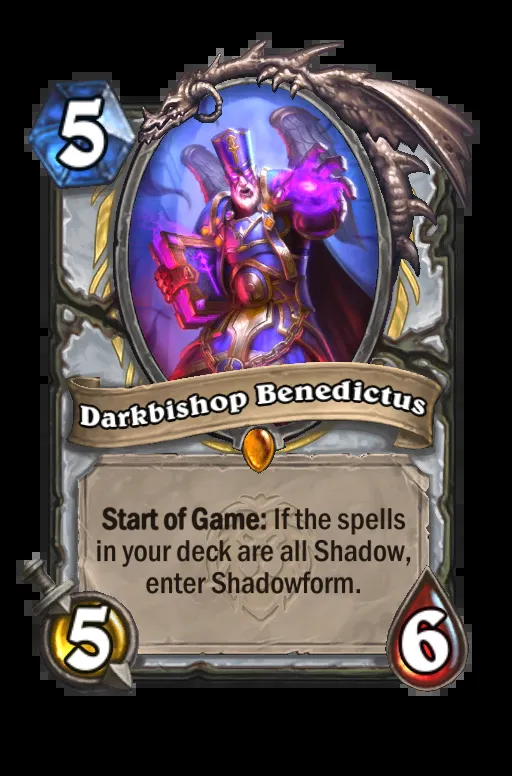 5
Darkbishop Benedictus
Start of Game: If the spells
in your deck are all Shadow,
enter Shadowform.
5
6